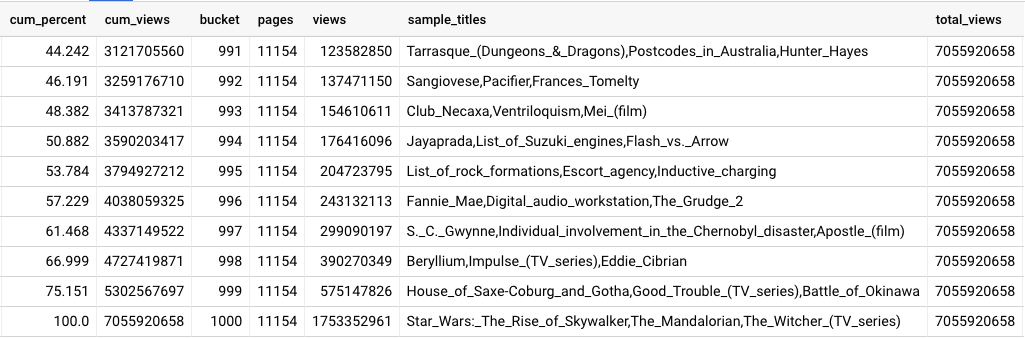 cum_percent cum_views bucket pages views sample_titles total_views
44.242 3121705560 991 11154 123582850 Tarrasque_(Dungeons_&_Dragons),Postcodes_in_Australia,Hunter_Hayes 7055920658
46.191 3259176710 992 11154 137471150 Sangiovese,Pacifier,Frances_Tomelty 7055920658
48.382 3413787321 993 11154 154610611 Club_Necaxa,Ventriloquism,Mei_(film) 7055920658
50.882 3590203417 994 11154 176416096 Jayaprada,List_of_Suzuki_engines,Flash_vs._Arrow 7055920658
53.784 3794927212 995 11154 204723795 List_of_rock_formations,Escort_agency,Inductive_charging 7055920658
57.229 4038059325 996 11154 243132113 Fannie_Mae,Digital_audio_workstation,The_Grudge_2 7055920658
61.468 4337149522 997 11154 299090197 S._C._Gwynne,Individual_involvement_in_the_Chernobyl_disaster,Apostle_(film) 7055920658
66.999 4727419871 998 11154 390270349 Beryllium,Impulse_(TV_series),Eddie_Cibrian 7055920658
75.151 5302567697 999 11154 575147826 House_of_Saxe-Coburg_and_Gotha,Good_Trouble_(TV_series),Battle_of_Okinawa 7055920658
100.0 7055920658 1000 11154 1753352961 Star_Wars:_The_Rise_of_Skywalker,The_Mandalorian,The_Witcher_(TV_series) 7055920658